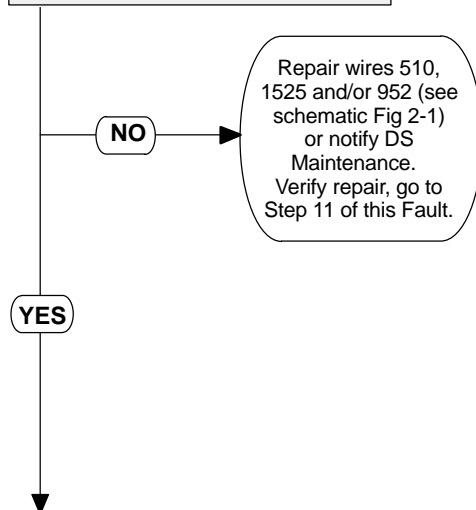 Repair wires 510,
1525 and/or 952 (see
schematic Fig 2-1)
or notify DS
Maintenance.
Verify repair, go to
Step 11 of this Fault.
NO
YES